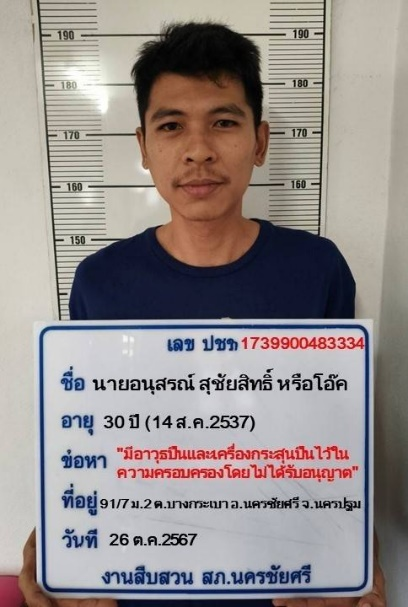 190 190
180 180
170 170
160 160
150
เลข ปชช 1739900483334
ชื่อ นายอนุสรณ์ สุชัยสิทธิ์ หรือโอ๊ค
อายุ 30 ปี (14 ส.ค.2537)
ข้อหา "มีอาวุธปืนและเครื่องกระสุนปืนไว้ใน
ความครอบครองโดยไม่ได้รับอนุญาต"
ที่อยู่ 91/7 ม.2 ต.บางกระเบา อ.นครชัยศรี จ.นครปฐม
วันที่ 26 ต.ค.2567
งานสืบสวน สภ.นครชัยศรี